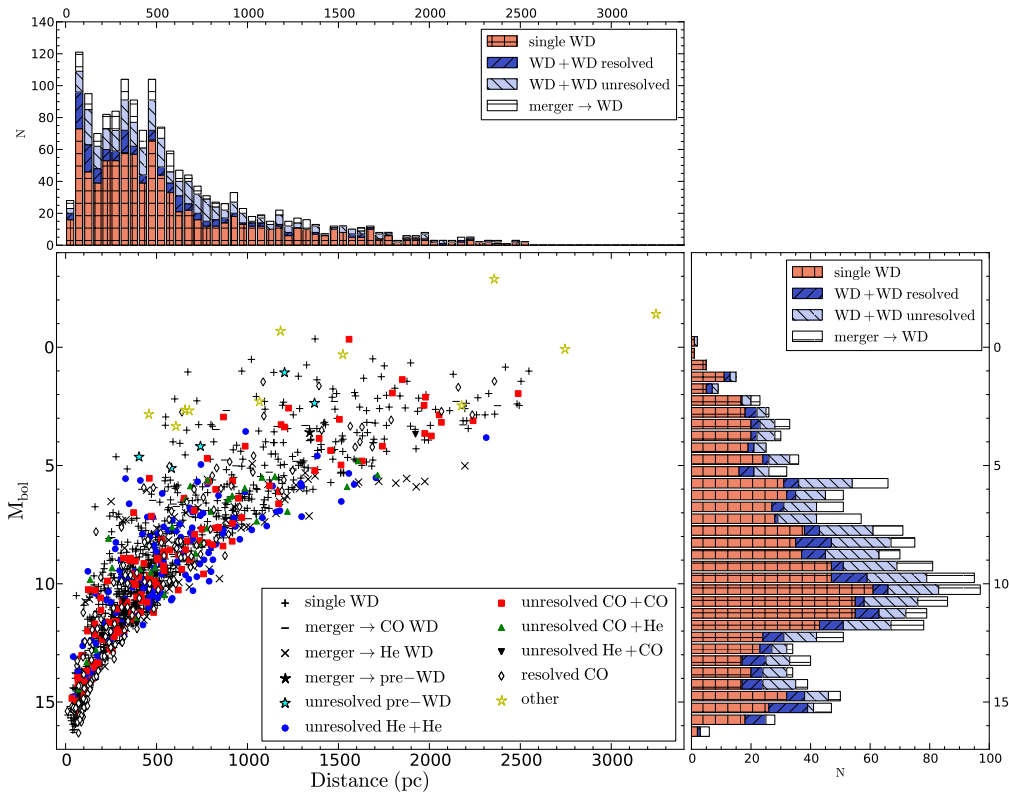 0 500 1000 1500 2000 2500 3000
140
120
100
80
60
40
20
0
N
single WD
WD+WD resolved
WD+WD unresolved
merger → WD
single WD
WD+WD resolved
WD+WD unresolved
merger → WD
0
5
10
15
M_bol
0
5
10
15
single WD
merger → CO WD
merger → He WD
merger → pre−WD
unresolved pre−WD
unresolved He+He
unresolved CO+CO
unresolved CO+He
unresolved He+CO
resolved CO
other
0 500 1000 1500 2000 2500 3000
Distance (pc)
0 20 40 60 80 100
N